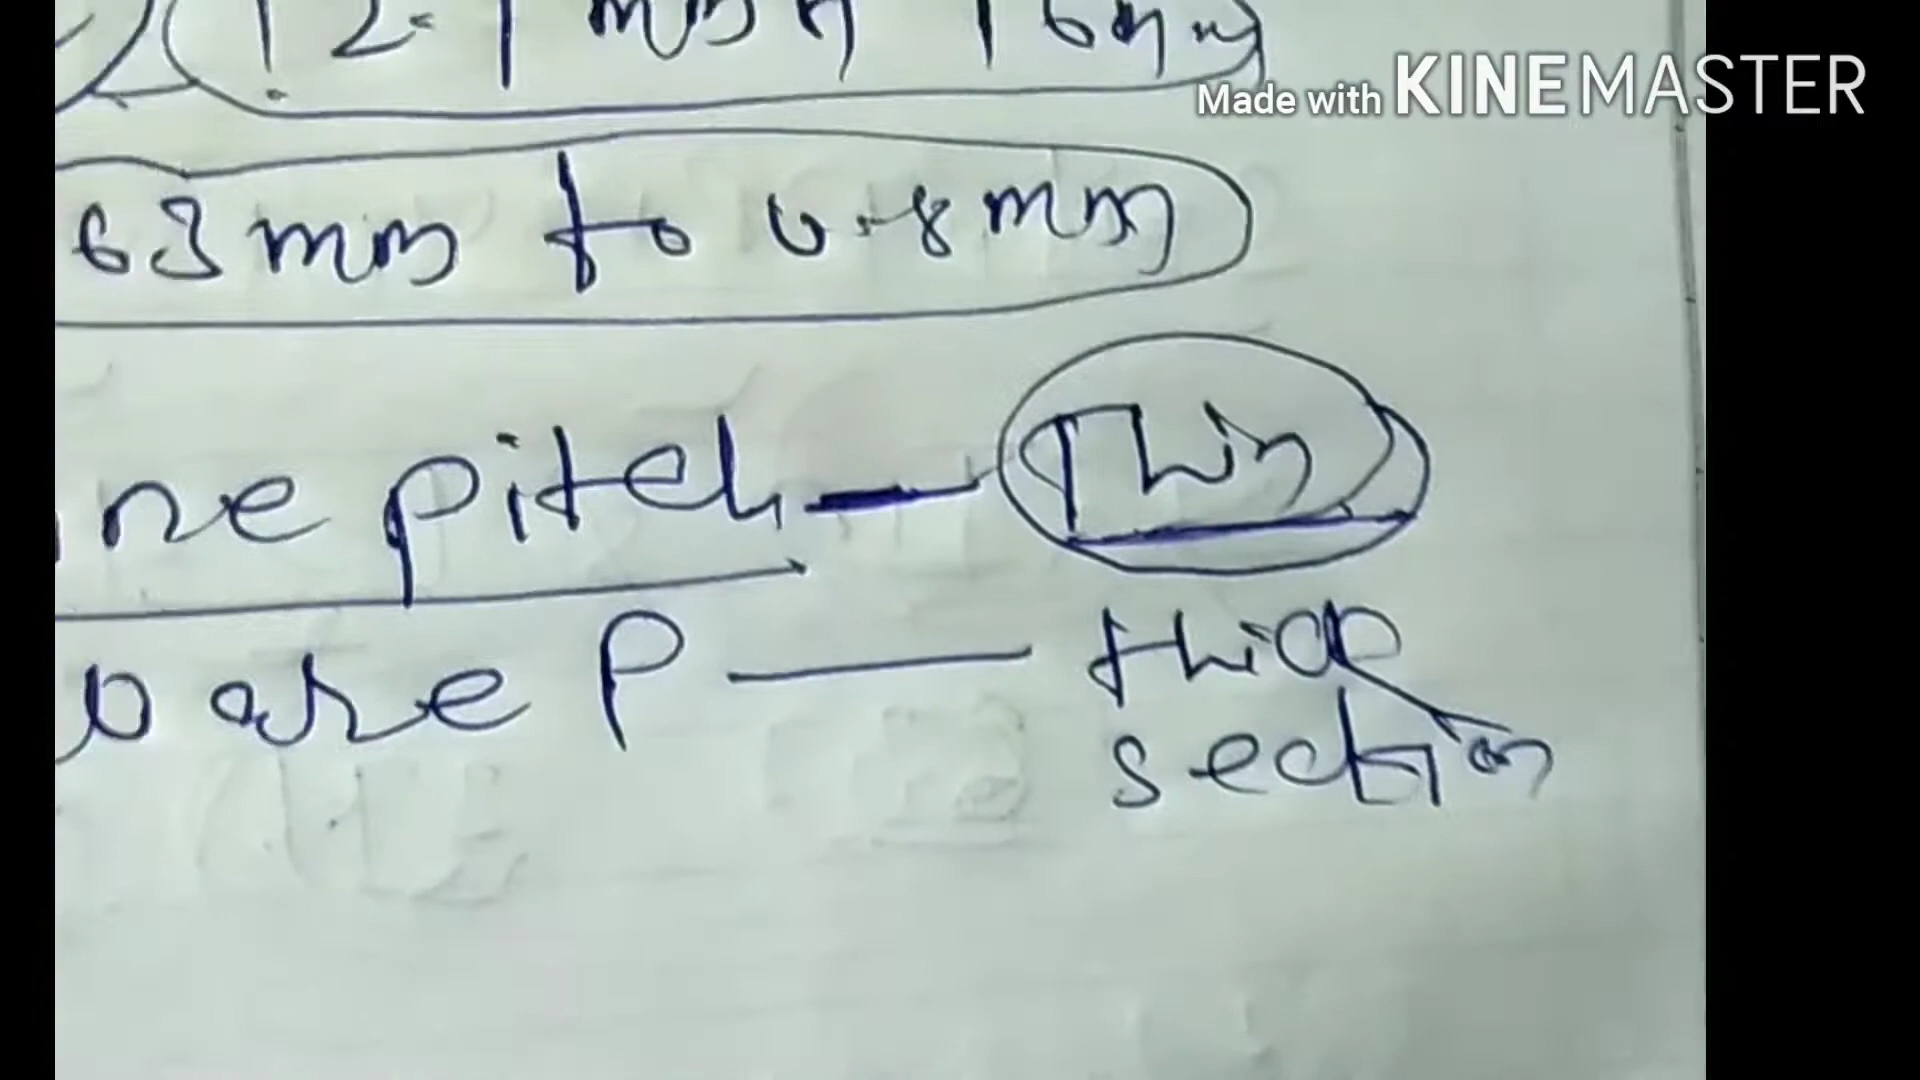 Made with KINEMASTER
63mm to 0.8mm
ne pitch — Thin
are P — thick
section